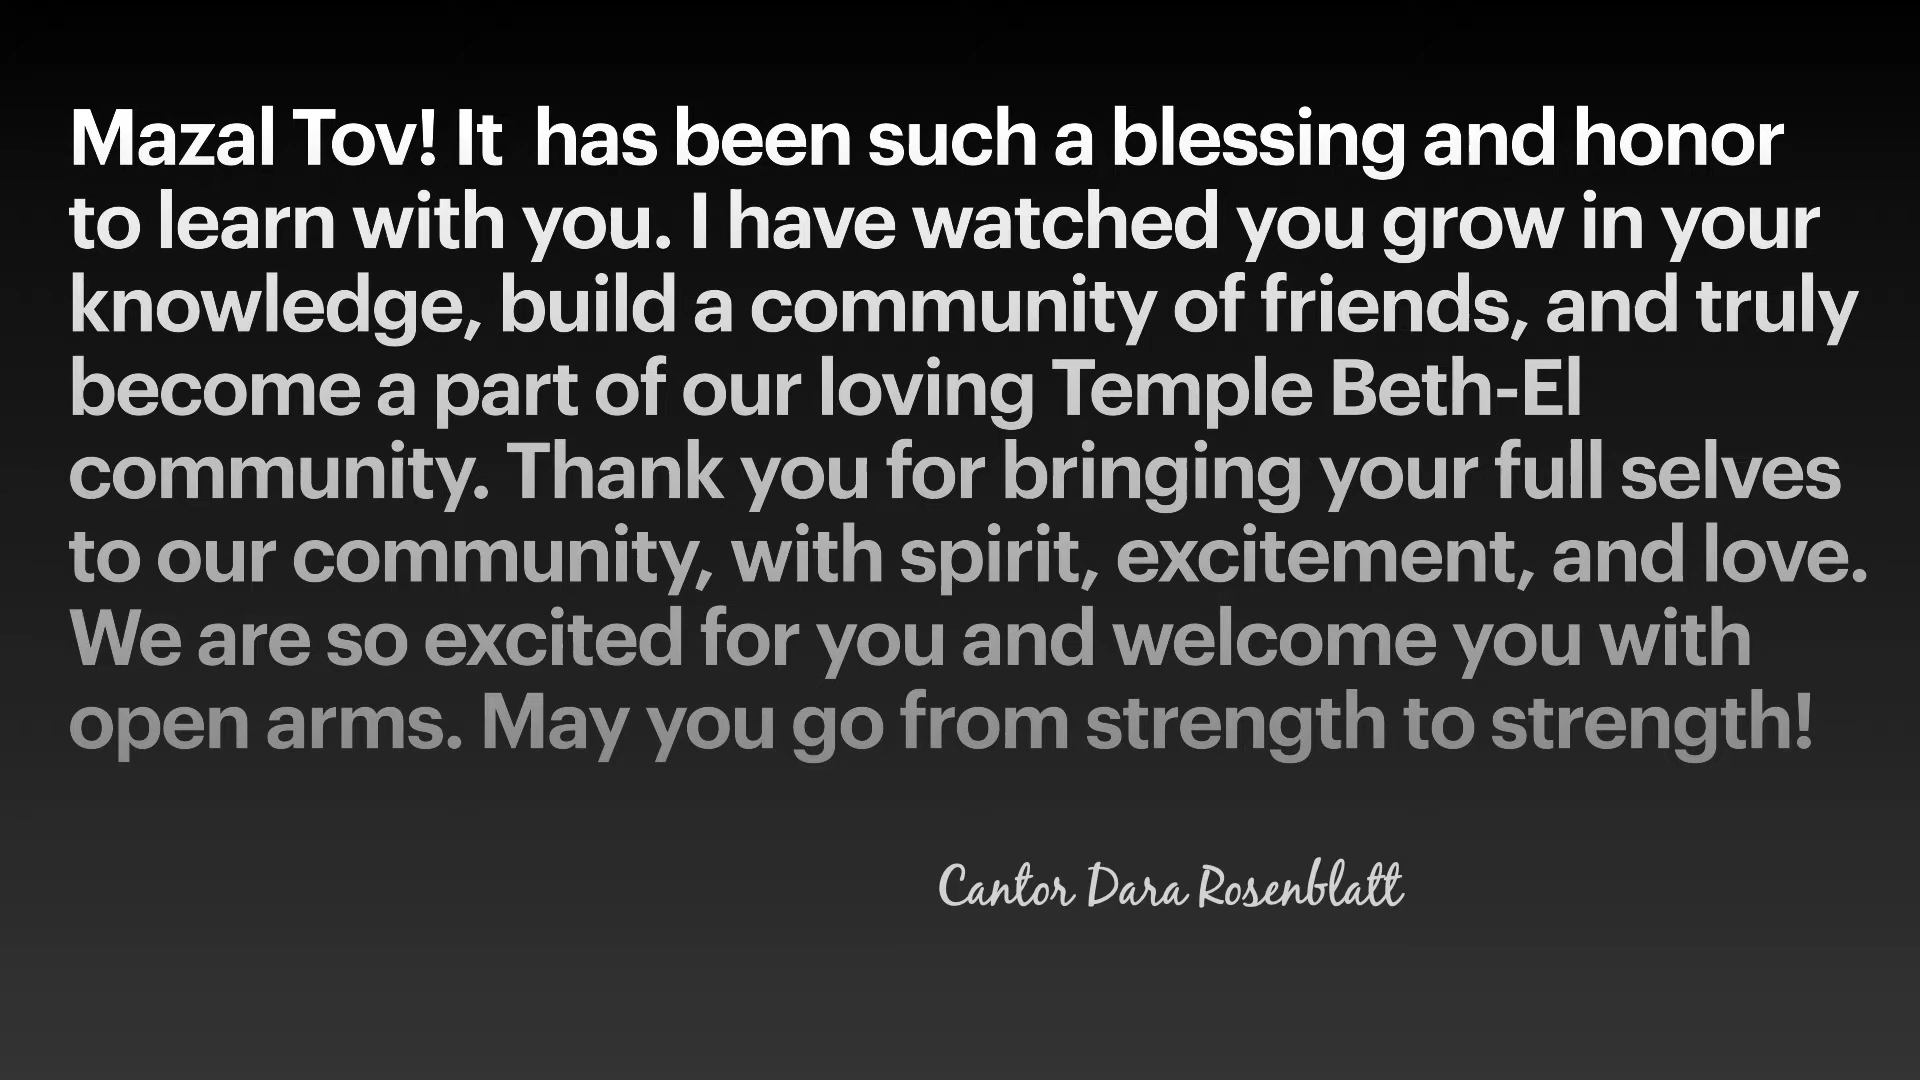 Mazal Tov! It  has been such a blessing and honor
to learn with you. I have watched you grow in your
knowledge, build a community of friends, and truly
become a part of our loving Temple Beth-El
community. Thank you for bringing your full selves
to our community, with spirit, excitement, and love.
We are so excited for you and welcome you with
open arms. May you go from strength to strength!
Cantor Dara Rosenblatt